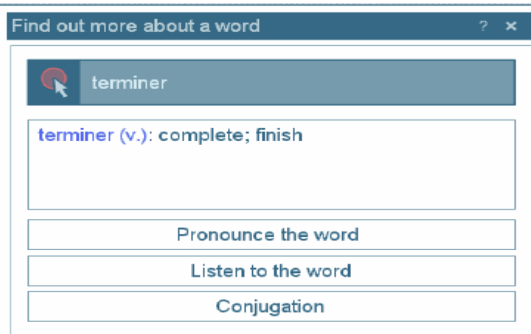 Find out more about a word ? ×
terminer
terminer (v.): complete; finish
Pronounce the word
Listen to the word
Conjugation